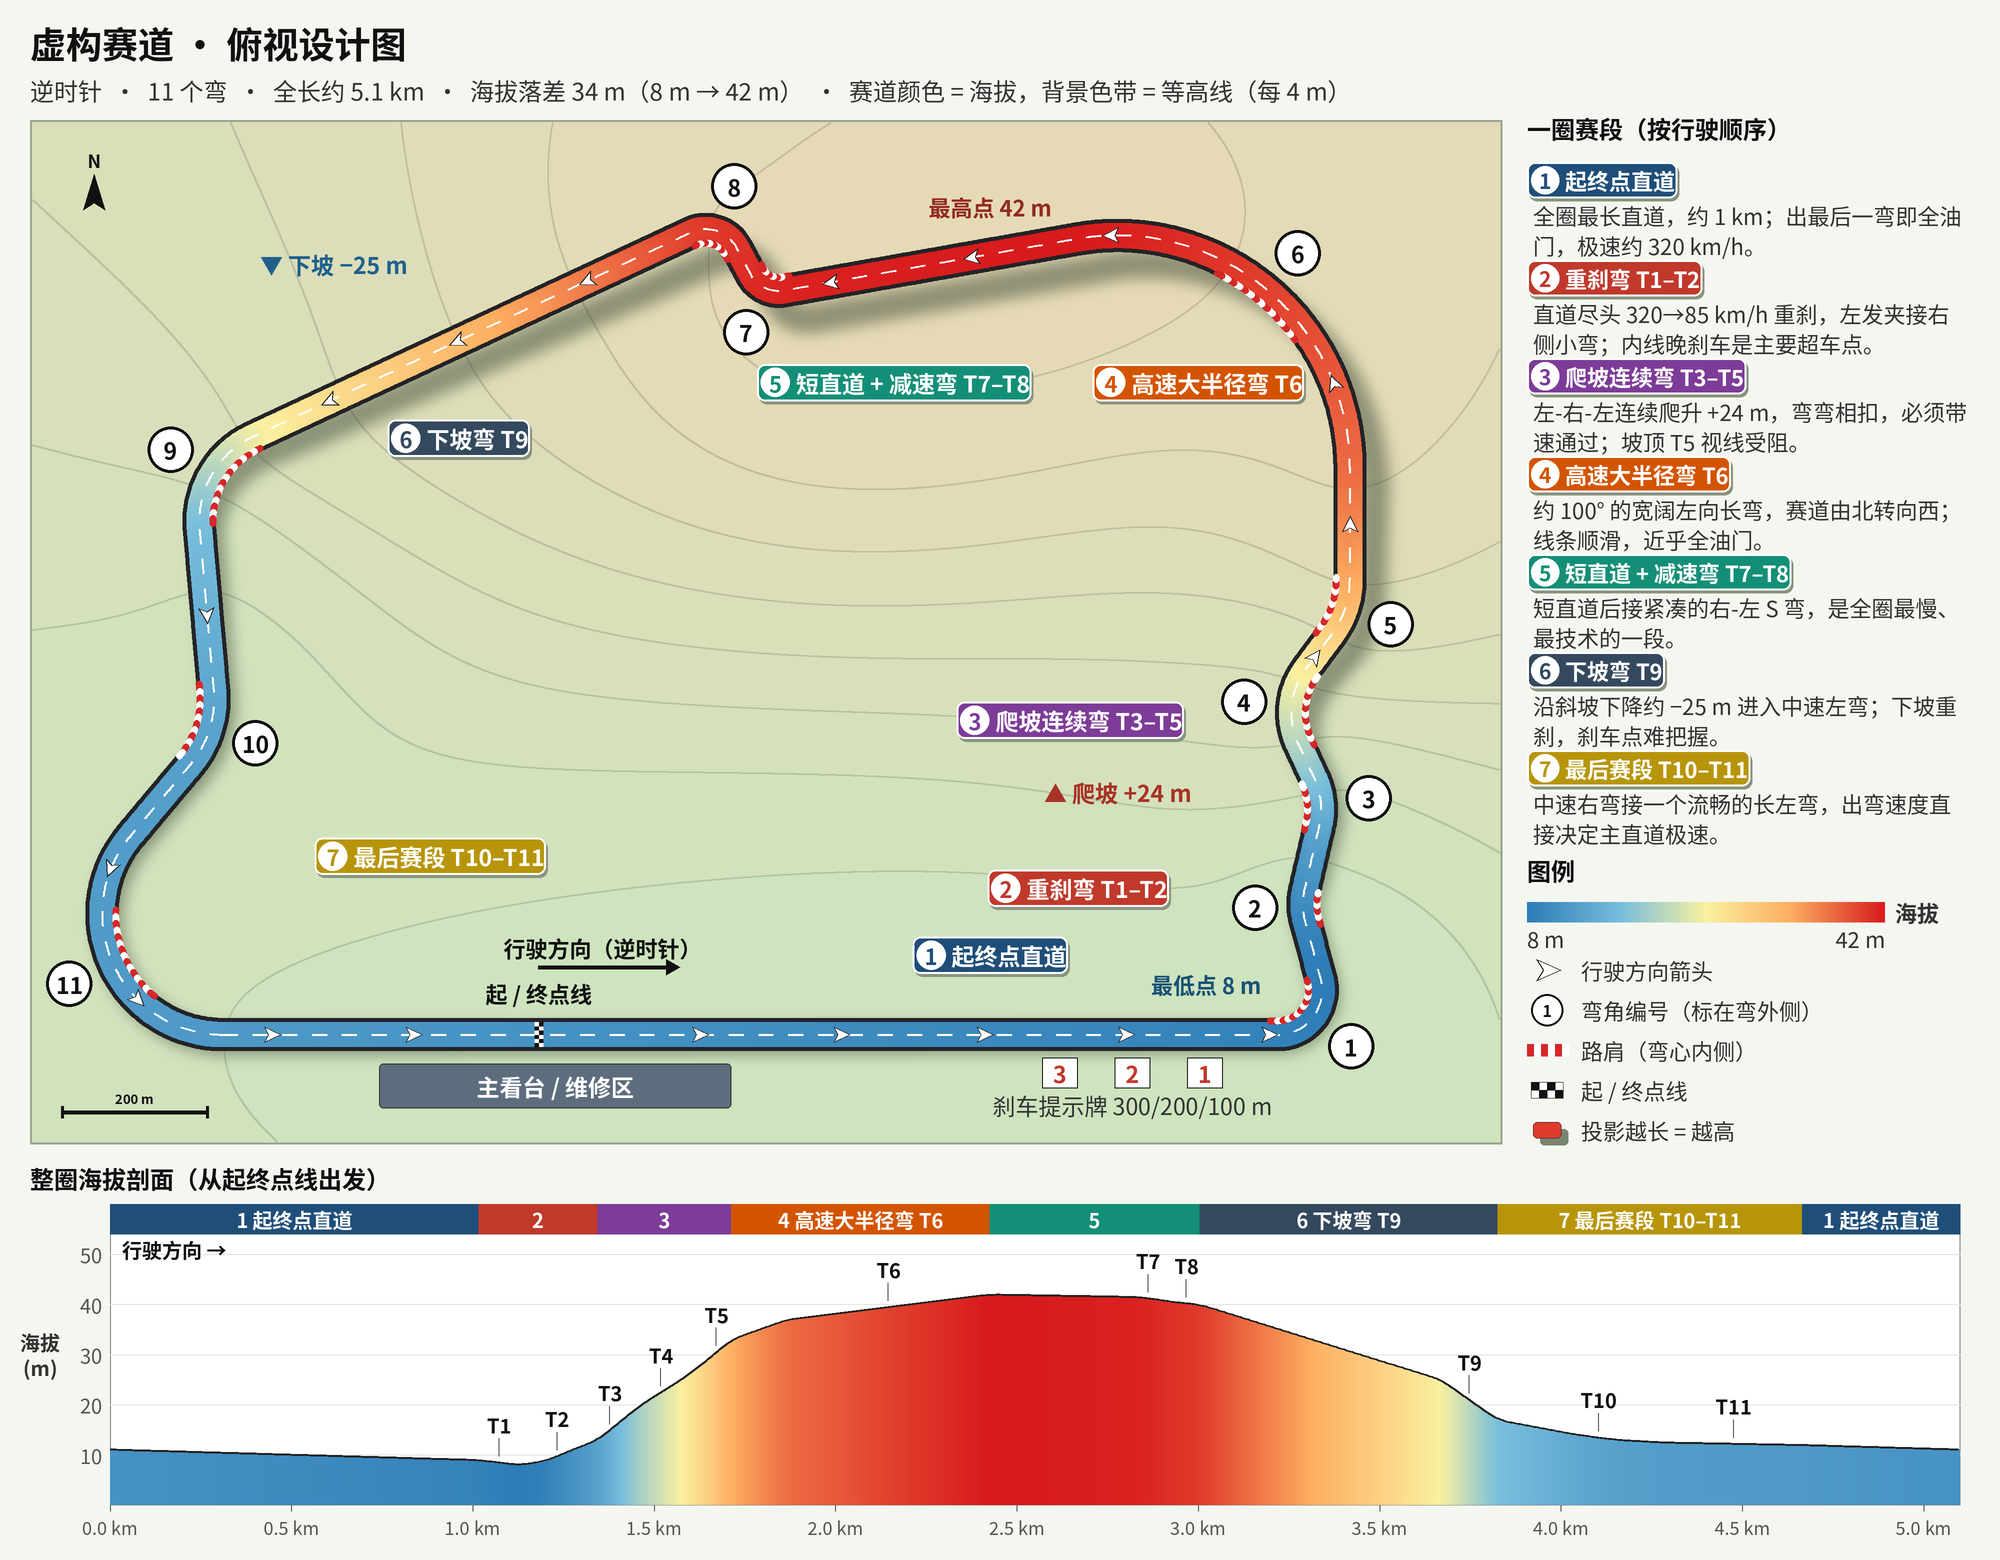 虚构赛道 · 俯视设计图
逆时针 · 11 个弯 · 全长约 5.1 km · 海拔落差 34 m（8 m → 42 m） · 赛道颜色 = 海拔，背景色带 = 等高线（每 4 m）
N
8
最高点 42 m
6
▼ 下坡 −25 m
7
5 短直道 + 减速弯 T7–T8
4 高速大半径弯 T6
9
6 下坡弯 T9
5
4
3 爬坡连续弯 T3–T5
10
▲ 爬坡 +24 m
3
7 最后赛段 T10–T11
2 重刹弯 T1–T2
2
行驶方向（逆时针）
1 起终点直道
11
起 / 终点线
最低点 8 m
1
主看台 / 维修区
3
2
1
刹车提示牌 300/200/100 m
200 m
一圈赛段（按行驶顺序）
1 起终点直道
全圈最长直道，约 1 km；出最后一弯即全油
门，极速约 320 km/h。
2 重刹弯 T1–T2
直道尽头 320→85 km/h 重刹，左发夹接右
侧小弯；内线晚刹车是主要超车点。
3 爬坡连续弯 T3–T5
左-右-左连续爬升 +24 m，弯弯相扣，必须带
速通过；坡顶 T5 视线受阻。
4 高速大半径弯 T6
约 100° 的宽阔左向长弯，赛道由北转向西；
线条顺滑，近乎全油门。
5 短直道 + 减速弯 T7–T8
短直道后接紧凑的右-左 S 弯，是全圈最慢、
最技术的一段。
6 下坡弯 T9
沿斜坡下降约 −25 m 进入中速左弯；下坡重
刹，刹车点难把握。
7 最后赛段 T10–T11
中速右弯接一个流畅的长左弯，出弯速度直
接决定主直道极速。
图例
海拔
8 m
42 m
行驶方向箭头
1 弯角编号（标在弯外侧）
路肩（弯心内侧）
起 / 终点线
投影越长 = 越高
整圈海拔剖面（从起终点线出发）
1 起终点直道
2
3
4 高速大半径弯 T6
5
6 下坡弯 T9
7 最后赛段 T10–T11
1 起终点直道
行驶方向 →
50
40
30
20
10
海拔
(m)
T1
T2
T3
T4
T5
T6
T7
T8
T9
T10
T11
0.0 km
0.5 km
1.0 km
1.5 km
2.0 km
2.5 km
3.0 km
3.5 km
4.0 km
4.5 km
5.0 km